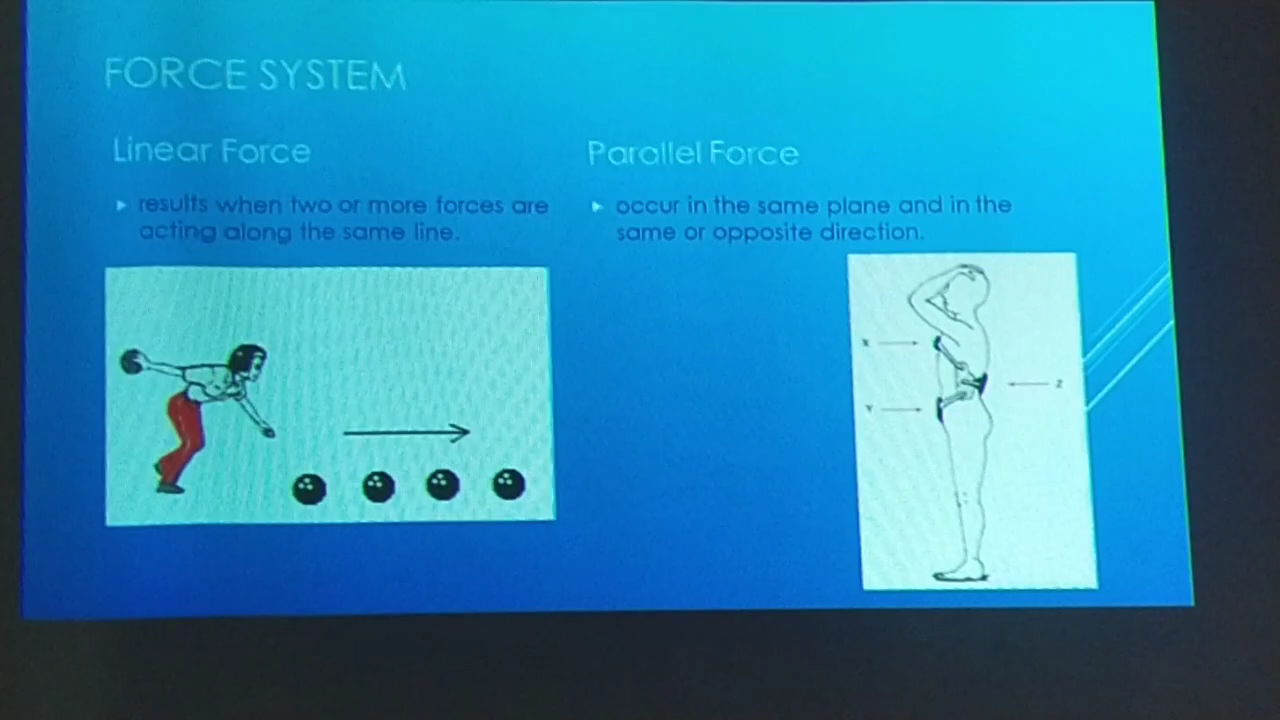 FORCE SYSTEM
Linear Force
results when two or more forces are
acting along the same line.
Parallel Force
occur in the same plane and in the
same or opposite direction.
X
Y
Z